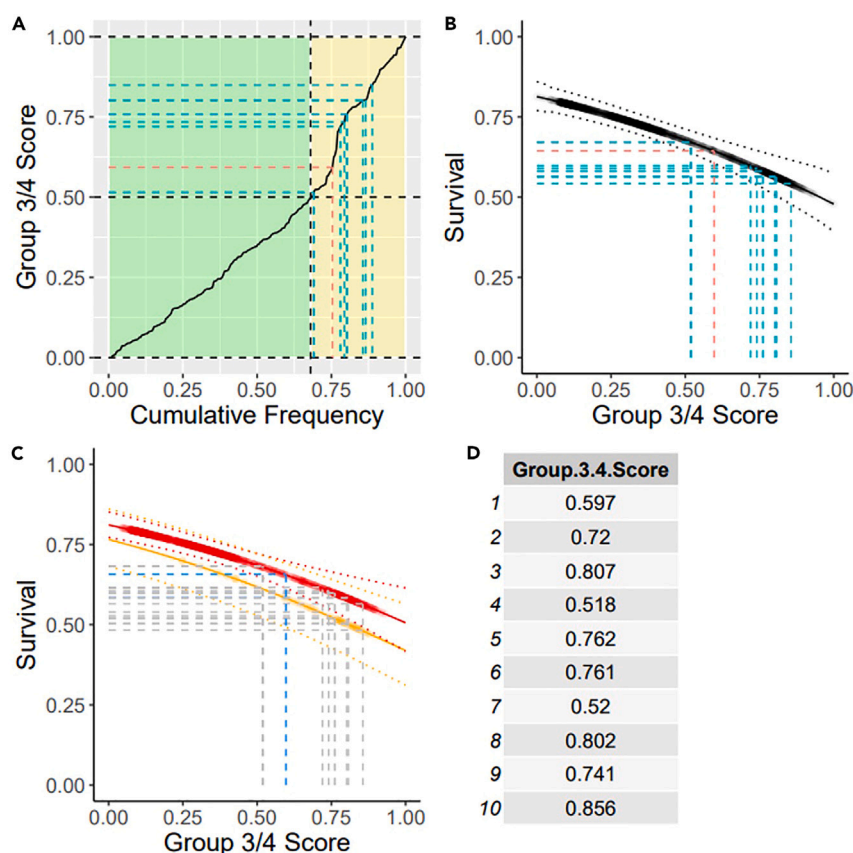 A
1.00
0.75
0.50
0.25
0.00
Group 3/4 Score
0.00 0.25 0.50 0.75 1.00
Cumulative Frequency
B
1.00
0.75
0.50
0.25
0.00
Survival
0.00 0.25 0.50 0.75 1.00
Group 3/4 Score
C
1.00
0.75
0.50
0.25
0.00
Survival
0.00 0.25 0.50 0.75 1.00
Group 3/4 Score
D
Group.3.4.Score
1 0.597
2 0.72
3 0.807
4 0.518
5 0.762
6 0.761
7 0.52
8 0.802
9 0.741
10 0.856